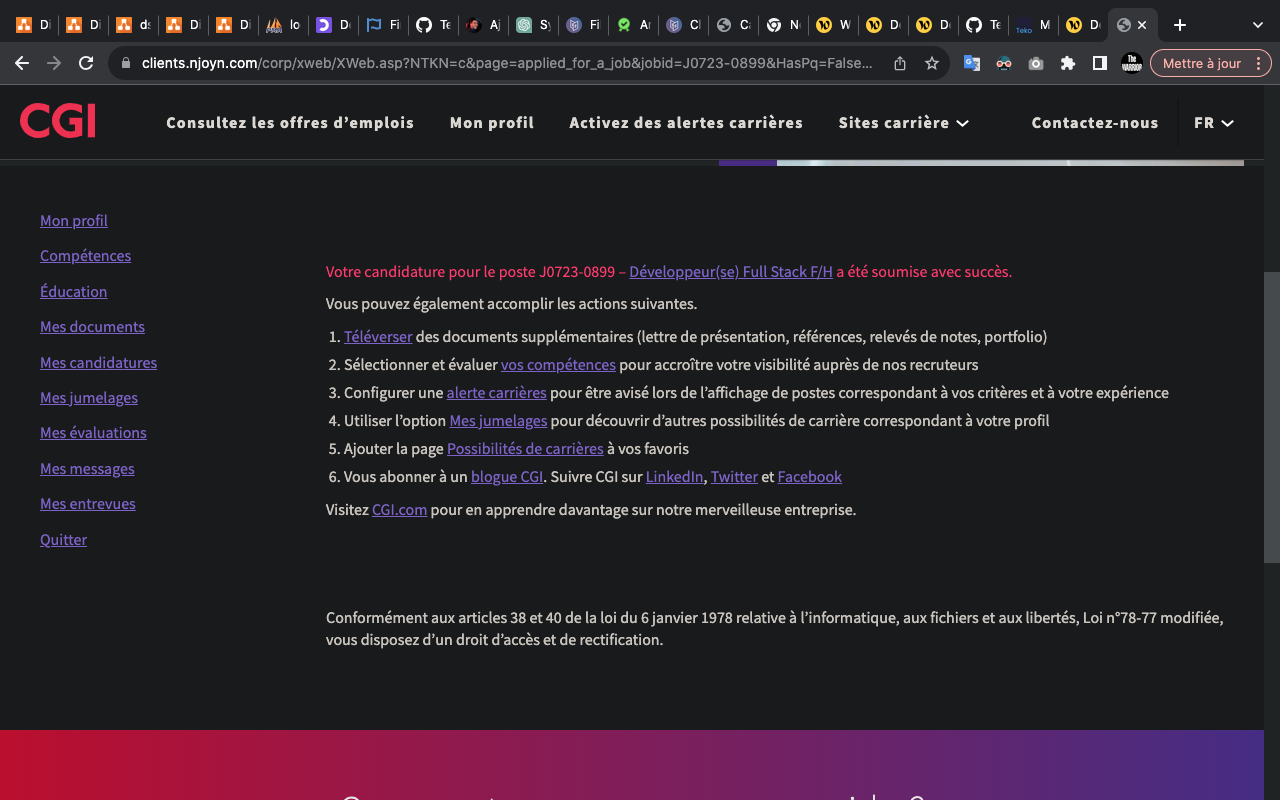 Di Di ds Di Di lo De Fi Te Aj Sy Fi Ar Cl Ca No W De De Te M De
clients.njoyn.com/corp/xweb/XWeb.asp?NTKN=c&page=applied_for_a_job&jobid=J0723-0899&HasPq=False... Mettre à jour
CGI Consultez les offres d’emplois Mon profil Activez des alertes carrières Sites carrière Contactez-nous FR
Mon profil
Compétences
Éducation
Mes documents
Mes candidatures
Mes jumelages
Mes évaluations
Mes messages
Mes entrevues
Quitter
Votre candidature pour le poste J0723-0899 – Développeur(se) Full Stack F/H a été soumise avec succès.
Vous pouvez également accomplir les actions suivantes.
1. Téléverser des documents supplémentaires (lettre de présentation, références, relevés de notes, portfolio)
2. Sélectionner et évaluer vos compétences pour accroître votre visibilité auprès de nos recruteurs
3. Configurer une alerte carrières pour être avisé lors de l’affichage de postes correspondant à vos critères et à votre expérience
4. Utiliser l’option Mes jumelages pour découvrir d’autres possibilités de carrière correspondant à votre profil
5. Ajouter la page Possibilités de carrières à vos favoris
6. Vous abonner à un blogue CGI. Suivre CGI sur LinkedIn, Twitter et Facebook
Visitez CGI.com pour en apprendre davantage sur notre merveilleuse entreprise.
Conformément aux articles 38 et 40 de la loi du 6 janvier 1978 relative à l’informatique, aux fichiers et aux libertés, Loi n°78-77 modifiée,
vous disposez d’un droit d’accès et de rectification.